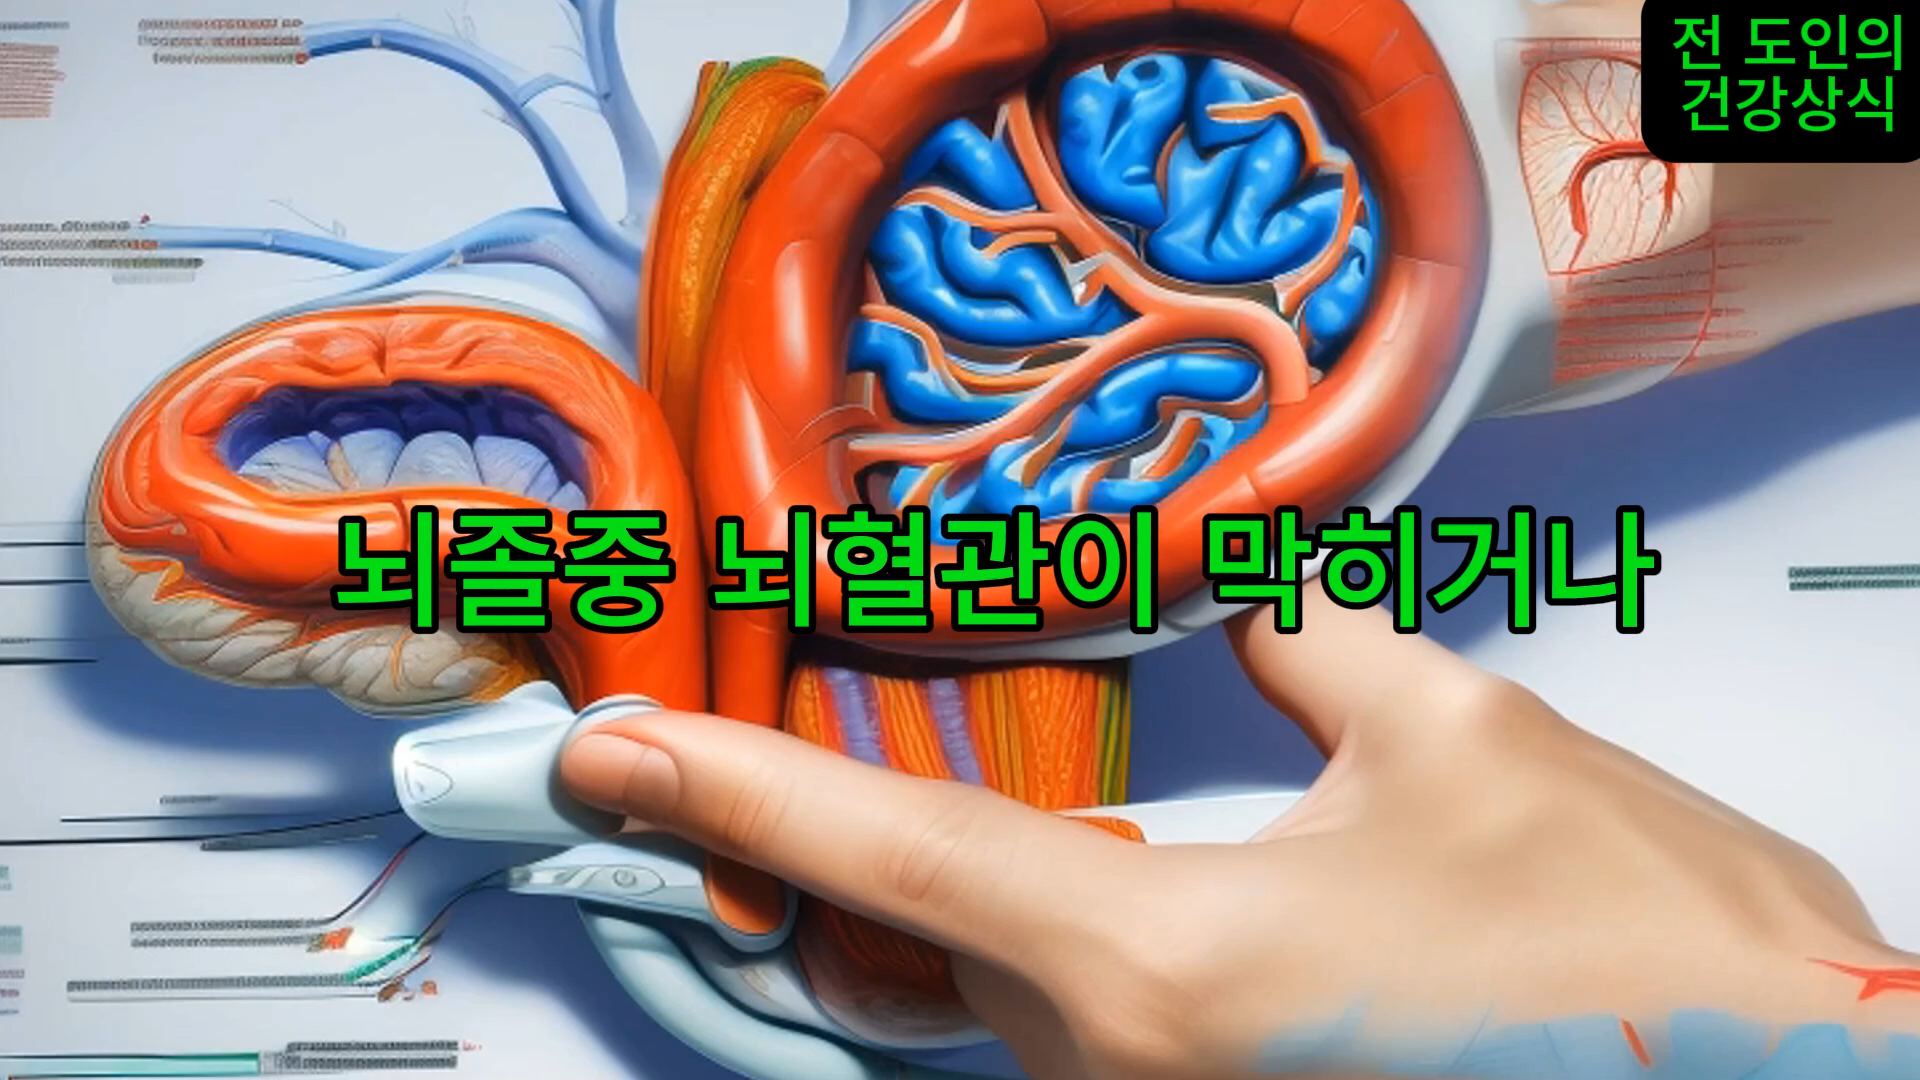 전 도인의
건강상식
뇌졸중 뇌혈관이 막히거나